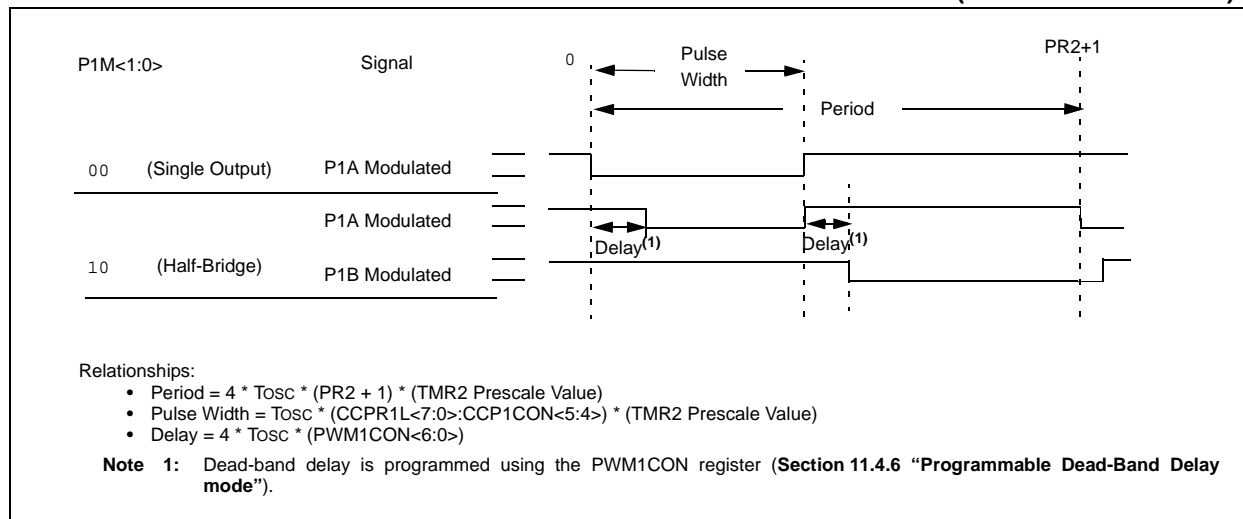 P1M<1:0>
Signal
0
Pulse
Width
PR2+1
Period
00
(Single Output)
P1A Modulated
P1A Modulated
Delay(1)
Delay(1)
10
(Half-Bridge)
P1B Modulated
Relationships:
• Period = 4 * TOSC * (PR2 + 1) * (TMR2 Prescale Value)
• Pulse Width = TOSC * (CCPR1L<7:0>:CCP1CON<5:4>) * (TMR2 Prescale Value)
• Delay = 4 * TOSC * (PWM1CON<6:0>)
Note 1: Dead-band delay is programmed using the PWM1CON register (Section 11.4.6 “Programmable Dead-Band Delay
mode”).